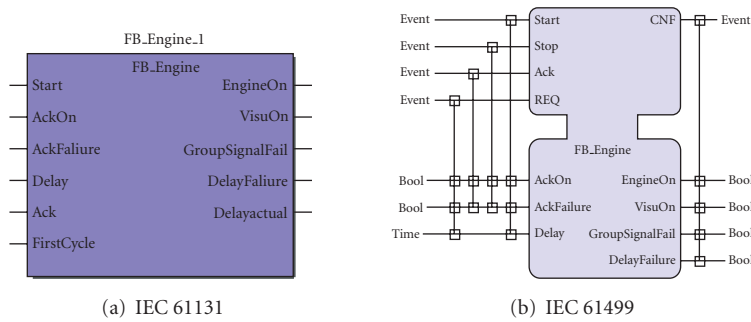 FB_Engine_1
FB_Engine
Start EngineOn
AckOn VisuOn
AckFaliure GroupSignalFail
Delay DelayFaliure
Ack Delayactual
FirstCycle
(a) IEC 61131
Event Start CNF Event
Event Stop
Event Ack
Event REQ
FB_Engine
Bool AckOn EngineOn Bool
Bool AckFailure VisuOn Bool
Time Delay GroupSignalFail Bool
DelayFailure Bool
(b) IEC 61499